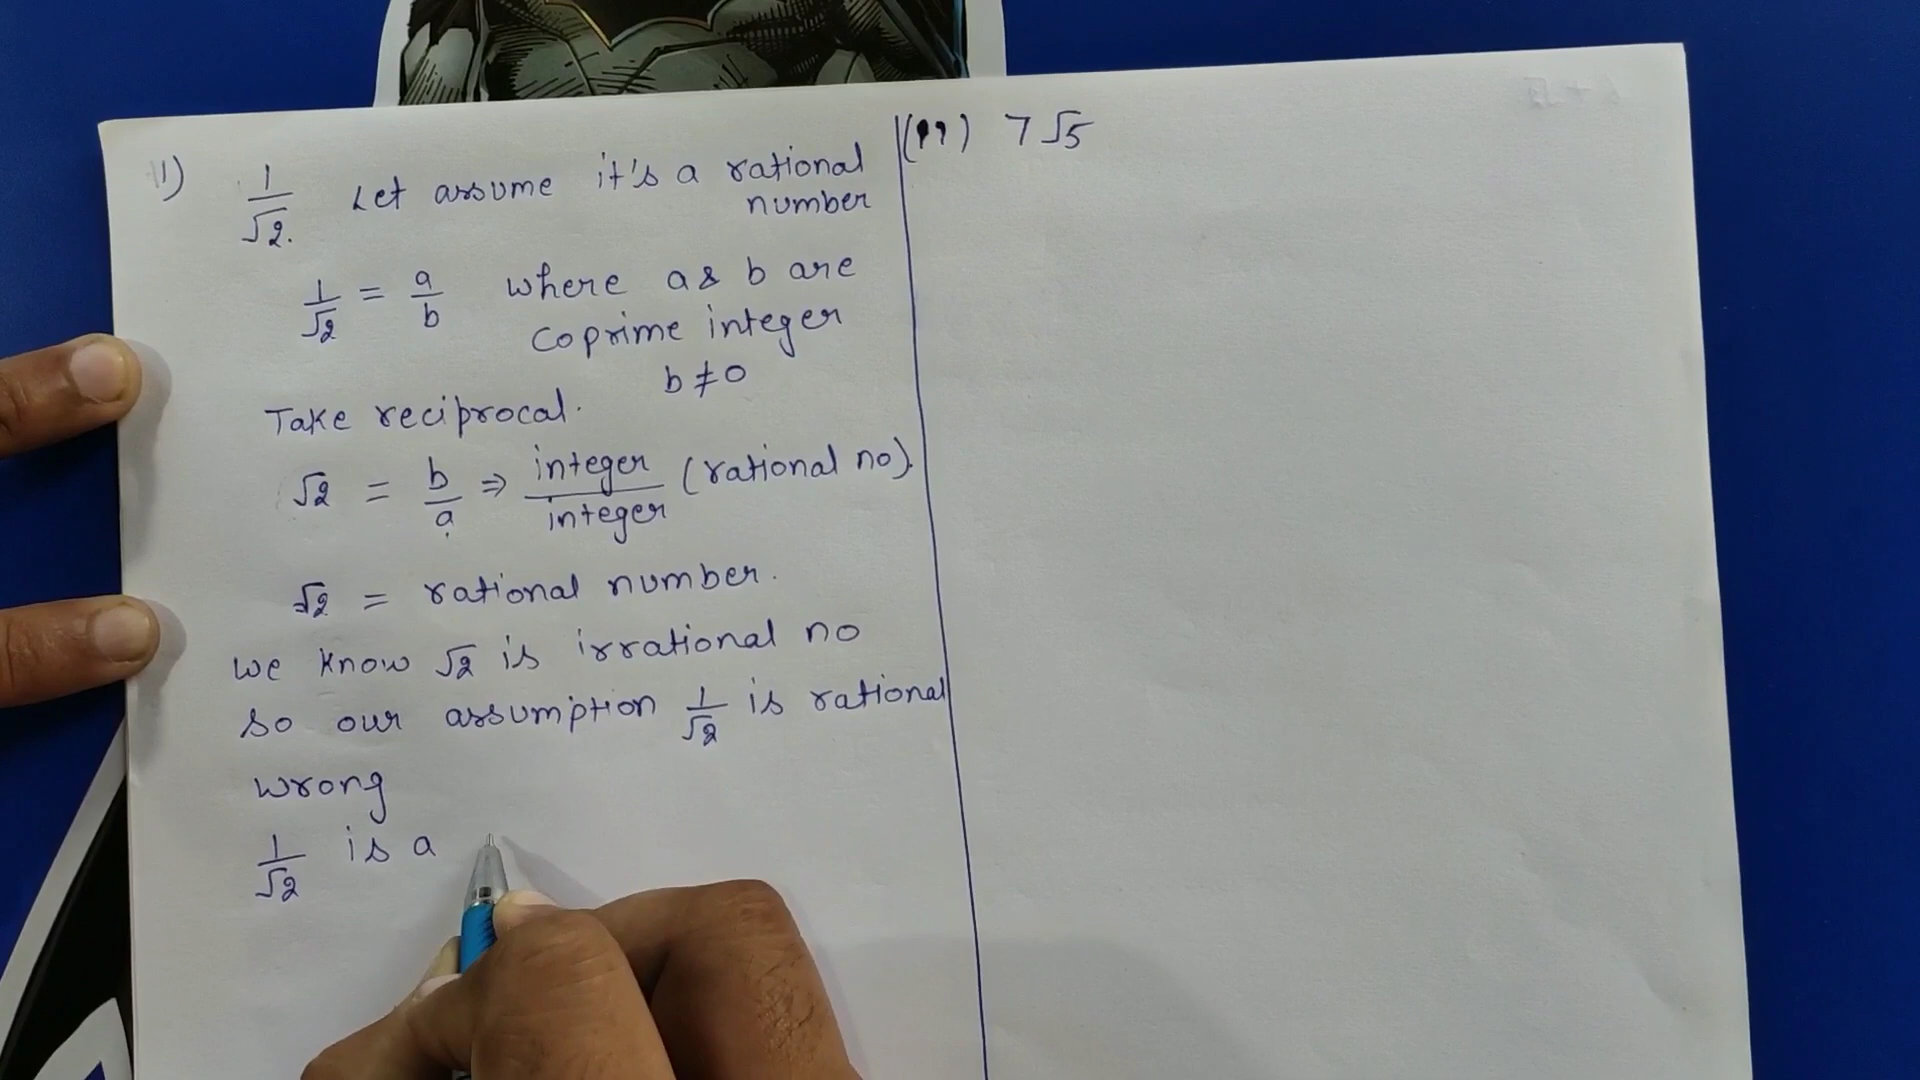 1)
1/√2. Let assume it's a rational
number
1/√2 = a/b where a & b are
coprime integer
b ≠ 0
Take reciprocal.
√2 = b/a ⇒ integer/integer (rational no).
√2 = rational number.
we know √2 is irrational no
so our assumption 1/√2 is rational
wrong
1/√2 is a
(11) 7√5